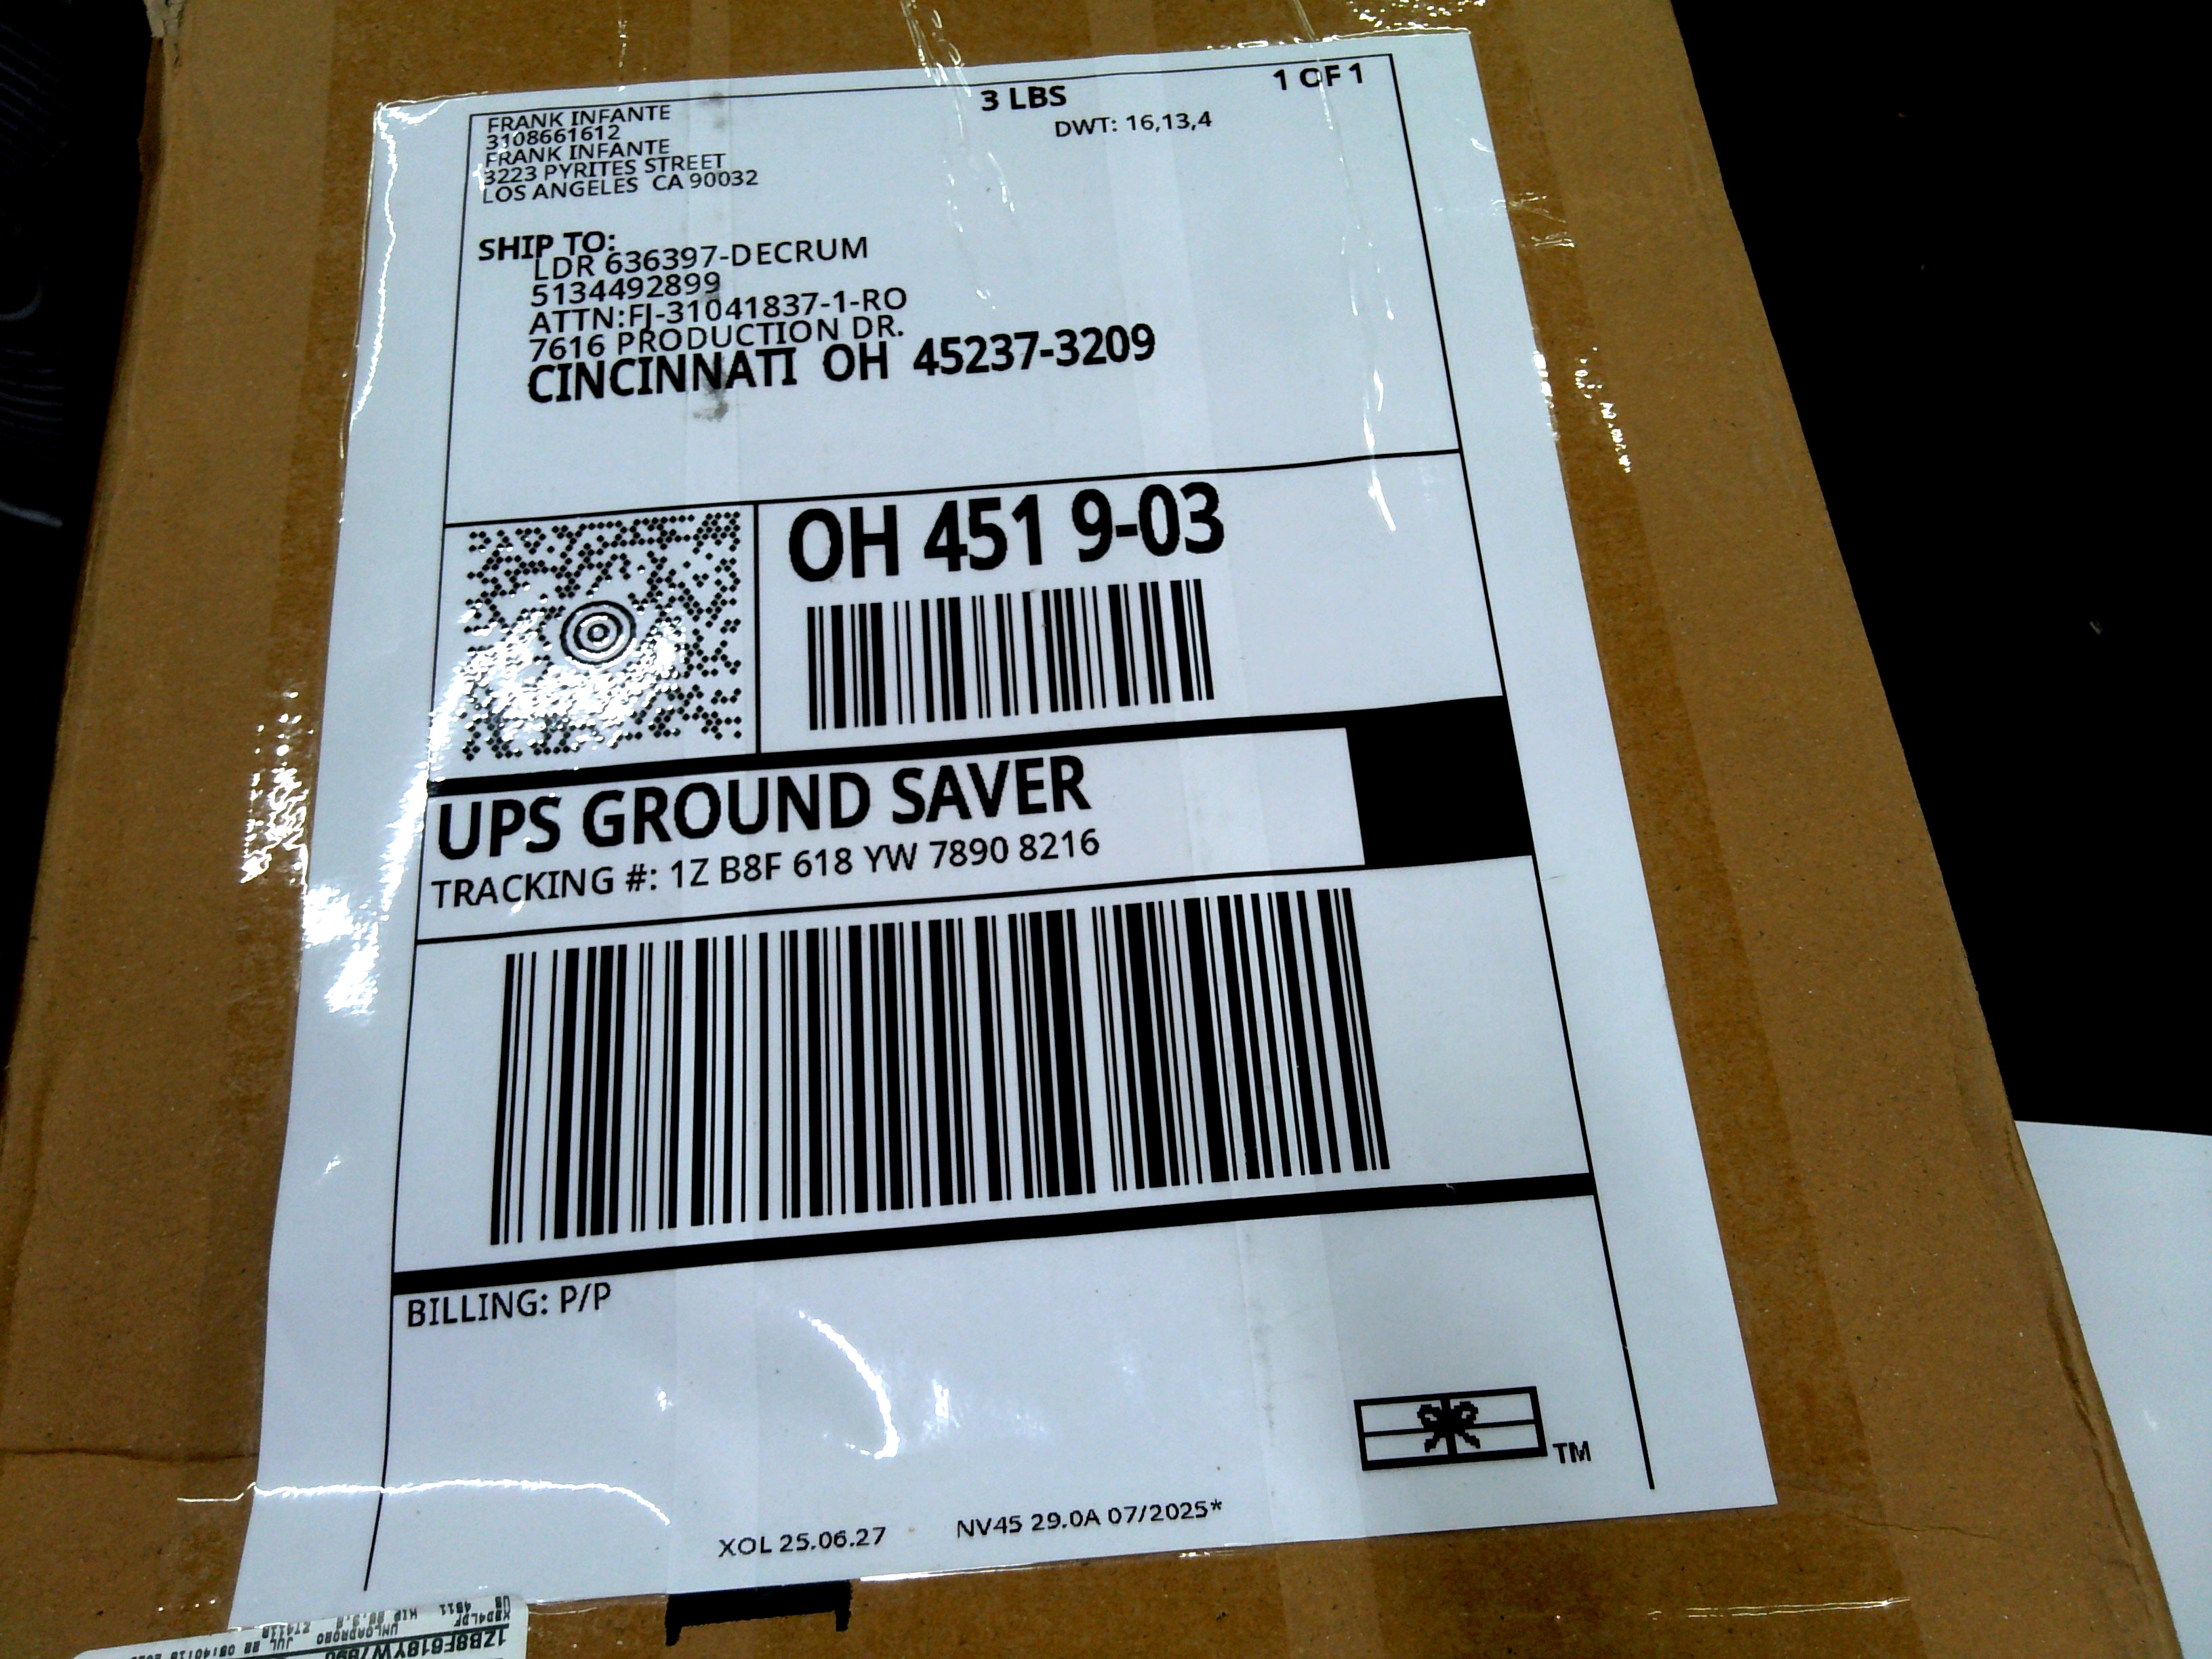 FRANK INFANTE
3108661612
FRANK INFANTE
3223 PYRITES STREET
LOS ANGELES CA 90032
3 LBS
1 OF 1
DWT: 16,13,4
SHIP TO:
LDR 636397-DECRUM
5134492899
ATTN:FJ-31041837-1-RO
7616 PRODUCTION DR.
CINCINNATI OH 45237-3209
OH 451 9-03
UPS GROUND SAVER
TRACKING #: 1Z B8F 618 YW 7890 8216
BILLING: P/P
TM
XOL 25.06.27 NV45 29.0A 07/2025*
1ZB8F618YW7890